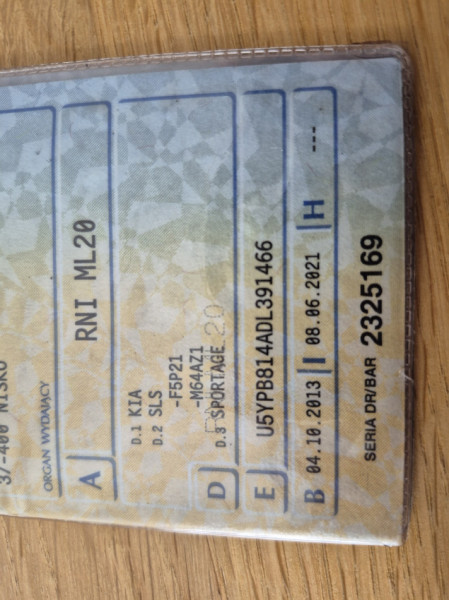 37-400 NISKO
ORGAN WYDAJĄCY
A RNI ML20
D.1 KIA
D.2 SLS
-F5P21
-M64AZ1
D D.3 SPORTAGE
E U5YPB814ADL391466
B 04.10.2013 I 08.06.2021 H ---
SERIA DR/BAR 2325169